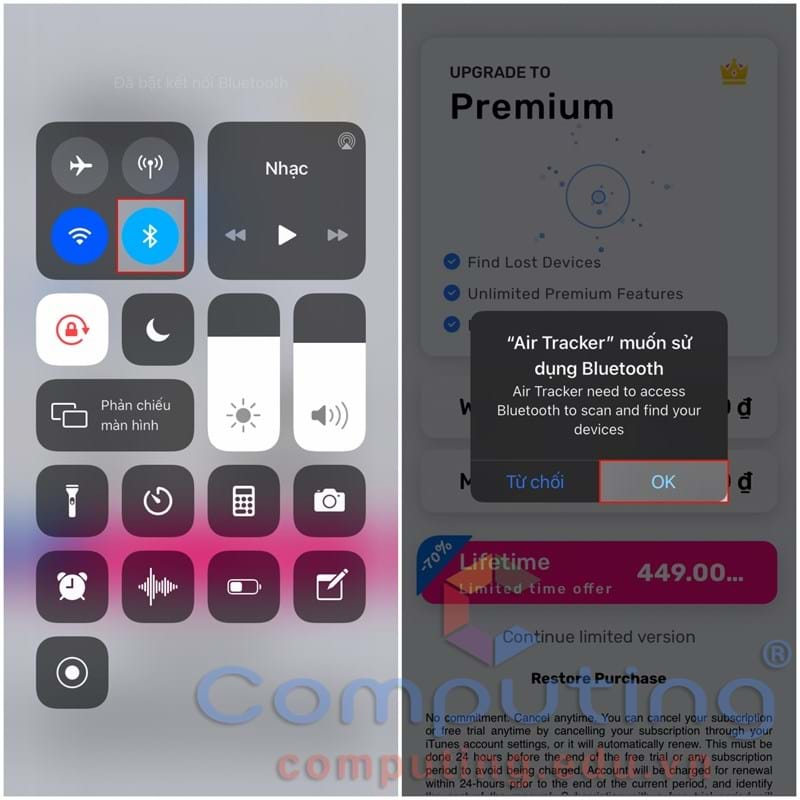 Đã bật kết nối Bluetooth
Nhạc
Phản chiếu
màn hình
UPGRADE TO
Premium
Find Lost Devices
Unlimited Premium Features
"Air Tracker" muốn sử
dụng Bluetooth
Air Tracker need to access
Bluetooth to scan and find your
devices
Từ chối
OK
-70%
Lifetime
Limited time offer
449.00...
Continue limited version
Restore Purchase
Computing ®
computing.edu.vn
No commitment. Cancel anytime. You can cancel your subscription
or free trial anytime by cancelling your subscription through your
iTunes account settings, or it will automatically renew. This must be
done 24 hours before the end of the free trial or any subscription
period to avoid being charged. Account will be charged for renewal
within 24-hours prior to the end of the current period, and identify